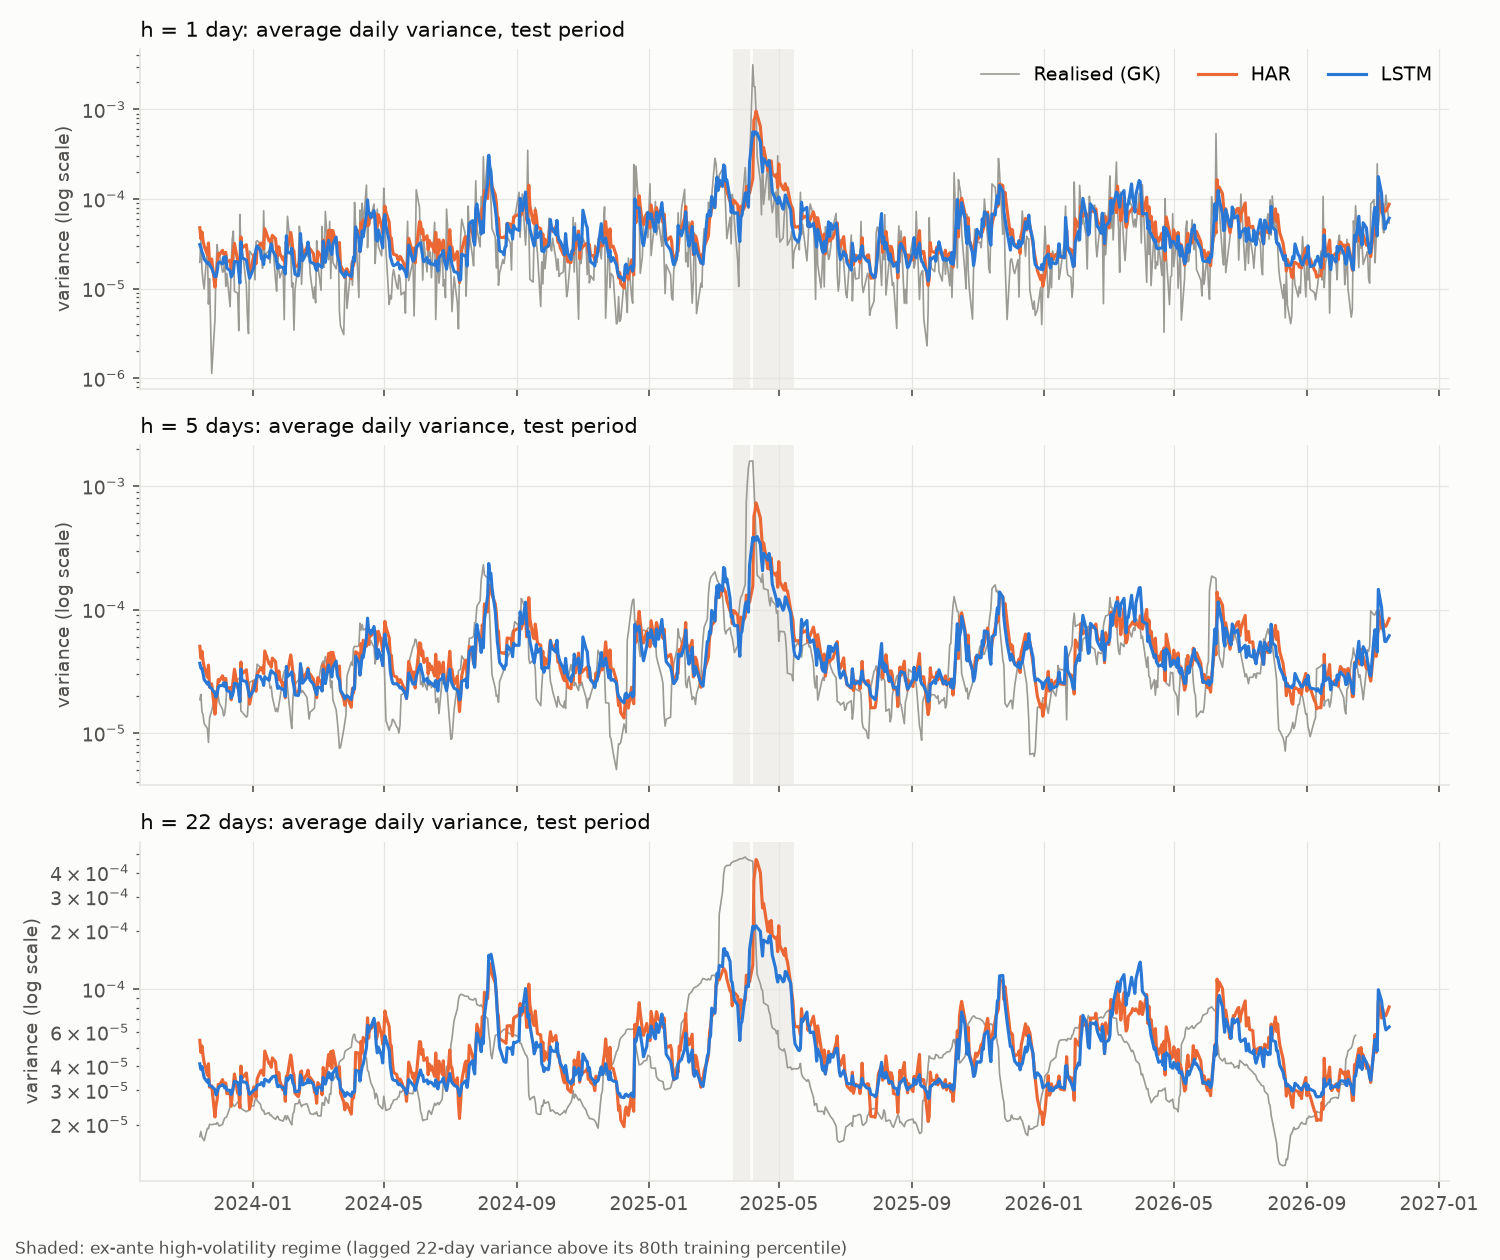 h = 1 day: average daily variance, test period
Realised (GK)
HAR
LSTM
variance (log scale)
10⁻³
10⁻⁴
10⁻⁵
10⁻⁶
h = 5 days: average daily variance, test period
variance (log scale)
10⁻³
10⁻⁴
10⁻⁵
h = 22 days: average daily variance, test period
variance (log scale)
4 × 10⁻⁴
3 × 10⁻⁴
2 × 10⁻⁴
10⁻⁴
6 × 10⁻⁵
4 × 10⁻⁵
3 × 10⁻⁵
2 × 10⁻⁵
2024-01 2024-05 2024-09 2025-01 2025-05 2025-09 2026-01 2026-05 2026-09 2027-01
Shaded: ex-ante high-volatility regime (lagged 22-day variance above its 80th training percentile)